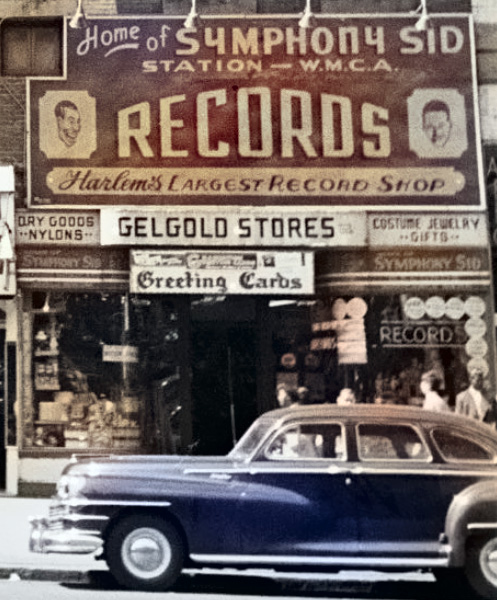 Home of SYMPHONY SID
STATION — W.M.C.A.
RECORDS
Harlem's LARGEST RECORD SHOP
DRY GOODS
-NYLONS-
GELGOLD STORES
COSTUME JEWELRY
-GIFTS-
SYMPHONY SID
SYMPHONY SID
Greeting Cards
RECORDS